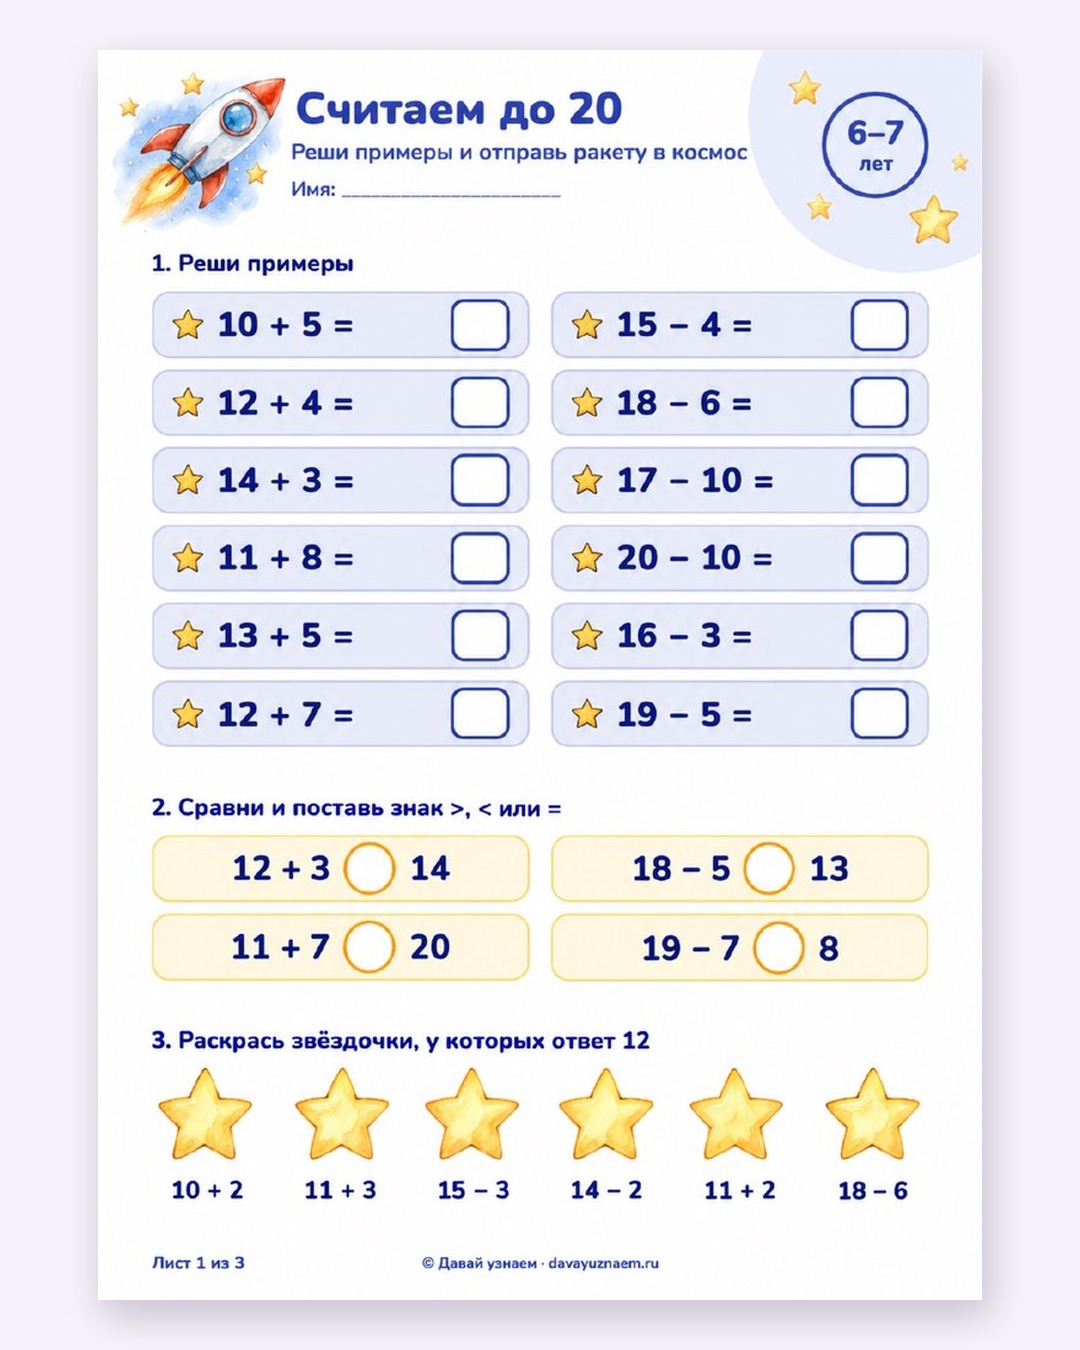 Считаем до 20
Реши примеры и отправь ракету в космос
Имя: ______________________
6–7
лет
1. Реши примеры
10 + 5 =
15 – 4 =
12 + 4 =
18 – 6 =
14 + 3 =
17 – 10 =
11 + 8 =
20 – 10 =
13 + 5 =
16 – 3 =
12 + 7 =
19 – 5 =
2. Сравни и поставь знак >, < или =
12 + 3 14
18 – 5 13
11 + 7 20
19 – 7 8
3. Раскрась звёздочки, у которых ответ 12
10 + 2
11 + 3
15 – 3
14 – 2
11 + 2
18 – 6
Лист 1 из 3
© Давай узнаем · davayuznaem.ru